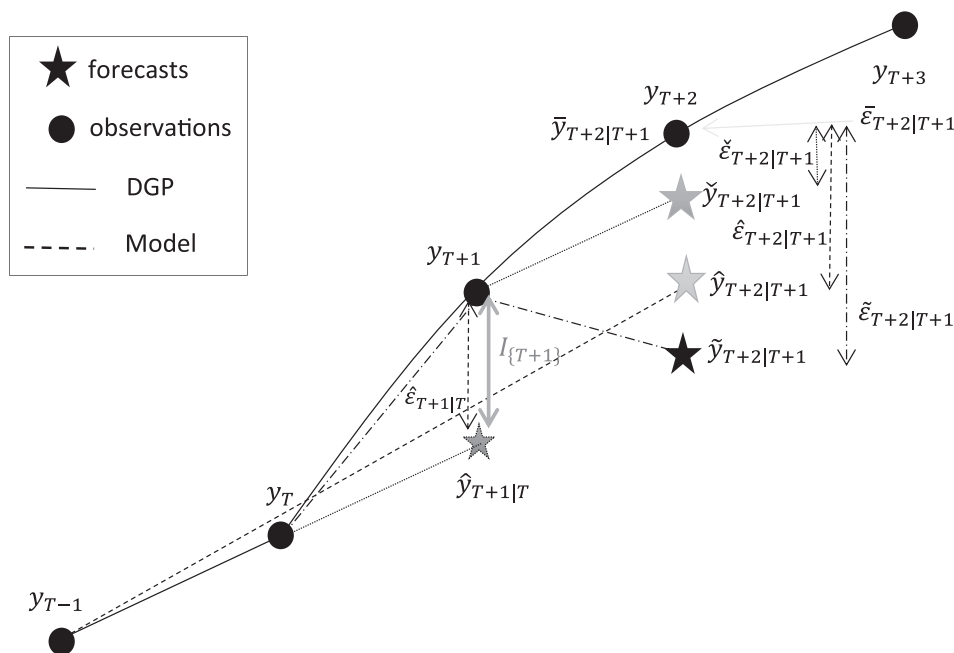 forecasts
observations
DGP
Model
y_{T+3}
y_{T+2}
ȳ_{T+2|T+1}
ε̄_{T+2|T+1}
ε̌_{T+2|T+1}
y̌_{T+2|T+1}
ε̂_{T+2|T+1}
y_{T+1}
ŷ_{T+2|T+1}
ε̃_{T+2|T+1}
I_{{T+1}}
ỹ_{T+2|T+1}
ε̂_{T+1|T}
ŷ_{T+1|T}
y_T
y_{T−1}